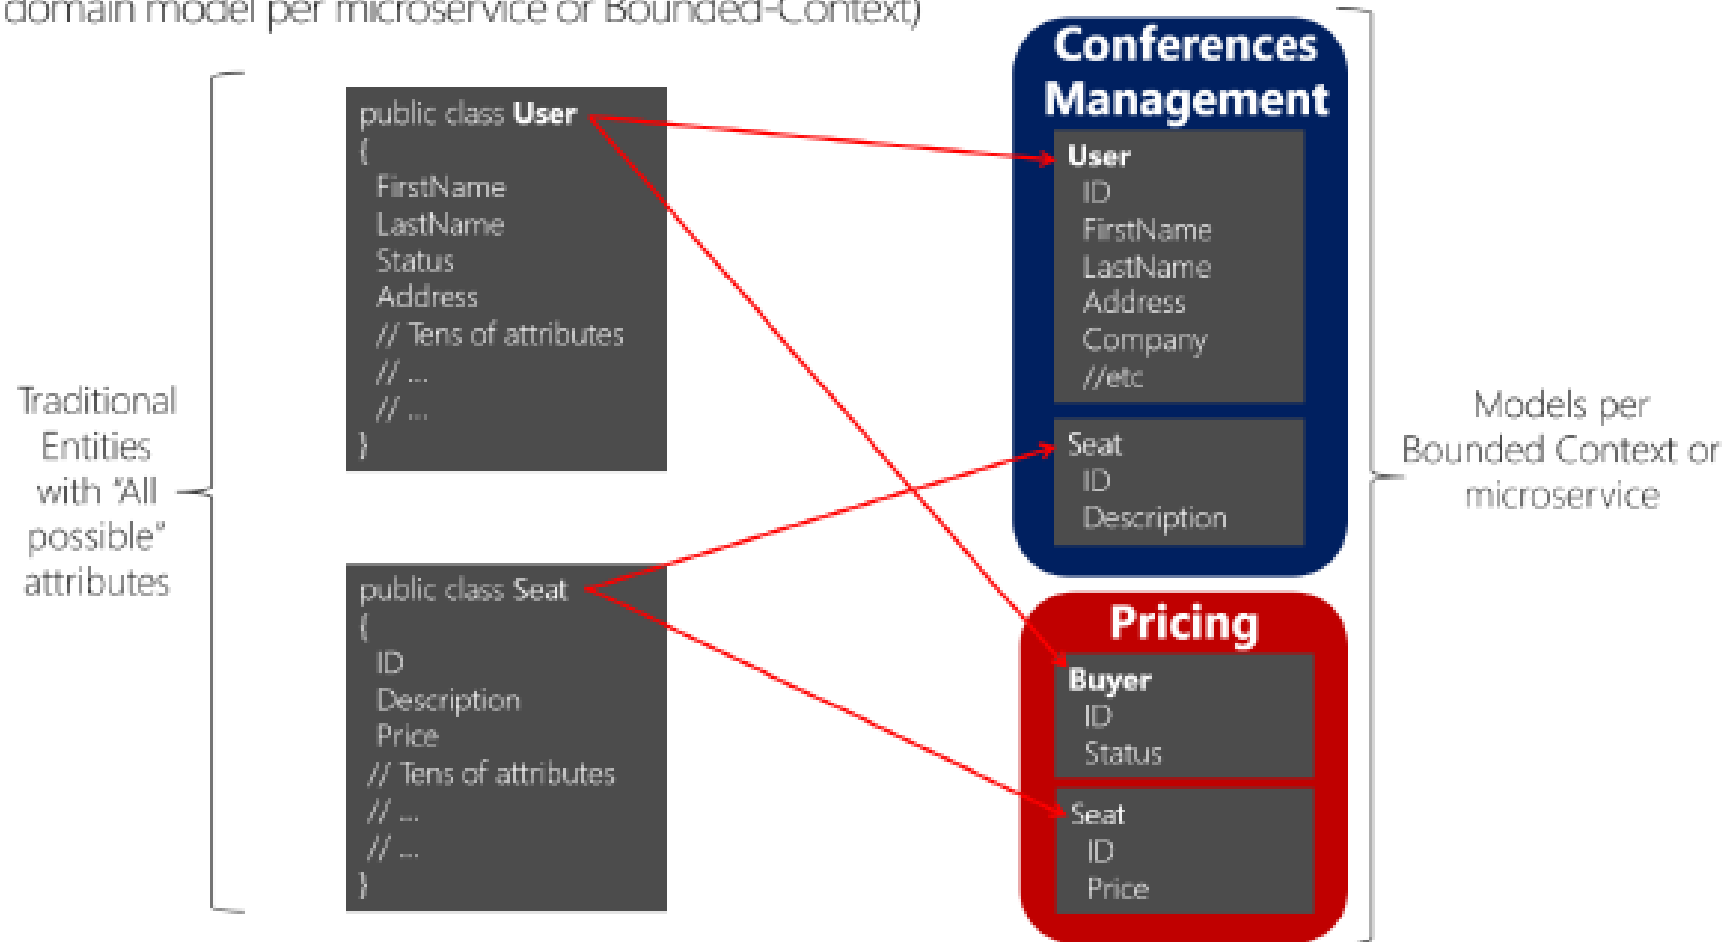 domain model per microservice or Bounded-Context)
Traditional
Entities
with "All
possible"
attributes
public class User
{
FirstName
LastName
Status
Address
// Tens of attributes
// ...
// ...
}
public class Seat
{
ID
Description
Price
// Tens of attributes
// ...
// ...
}
Conferences
Management
User
ID
FirstName
LastName
Address
Company
//etc
Seat
ID
Description
Pricing
Buyer
ID
Status
Seat
ID
Price
Models per
Bounded Context or
microservice